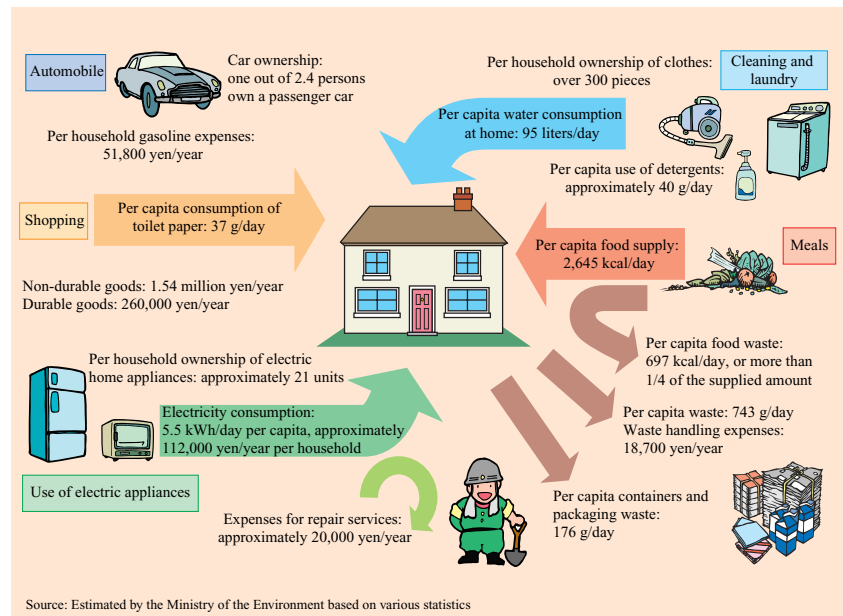 Automobile
Car ownership:
one out of 2.4 persons
own a passenger car
Per household gasoline expenses:
51,800 yen/year
Per household ownership of clothes:
over 300 pieces
Cleaning and
laundry
Per capita water consumption
at home: 95 liters/day
Per capita use of detergents:
approximately 40 g/day
Shopping
Per capita consumption of
toilet paper: 37 g/day
Non-durable goods: 1.54 million yen/year
Durable goods: 260,000 yen/year
Per capita food supply:
2,645 kcal/day
Meals
Per capita food waste:
697 kcal/day, or more than
1/4 of the supplied amount
Per capita waste: 743 g/day
Waste handling expenses:
18,700 yen/year
Per capita containers and
packaging waste:
176 g/day
Per household ownership of electric
home appliances: approximately 21 units
Electricity consumption:
5.5 kWh/day per capita, approximately
112,000 yen/year per household
Use of electric appliances
Expenses for repair services:
approximately 20,000 yen/year
Source: Estimated by the Ministry of the Environment based on various statistics